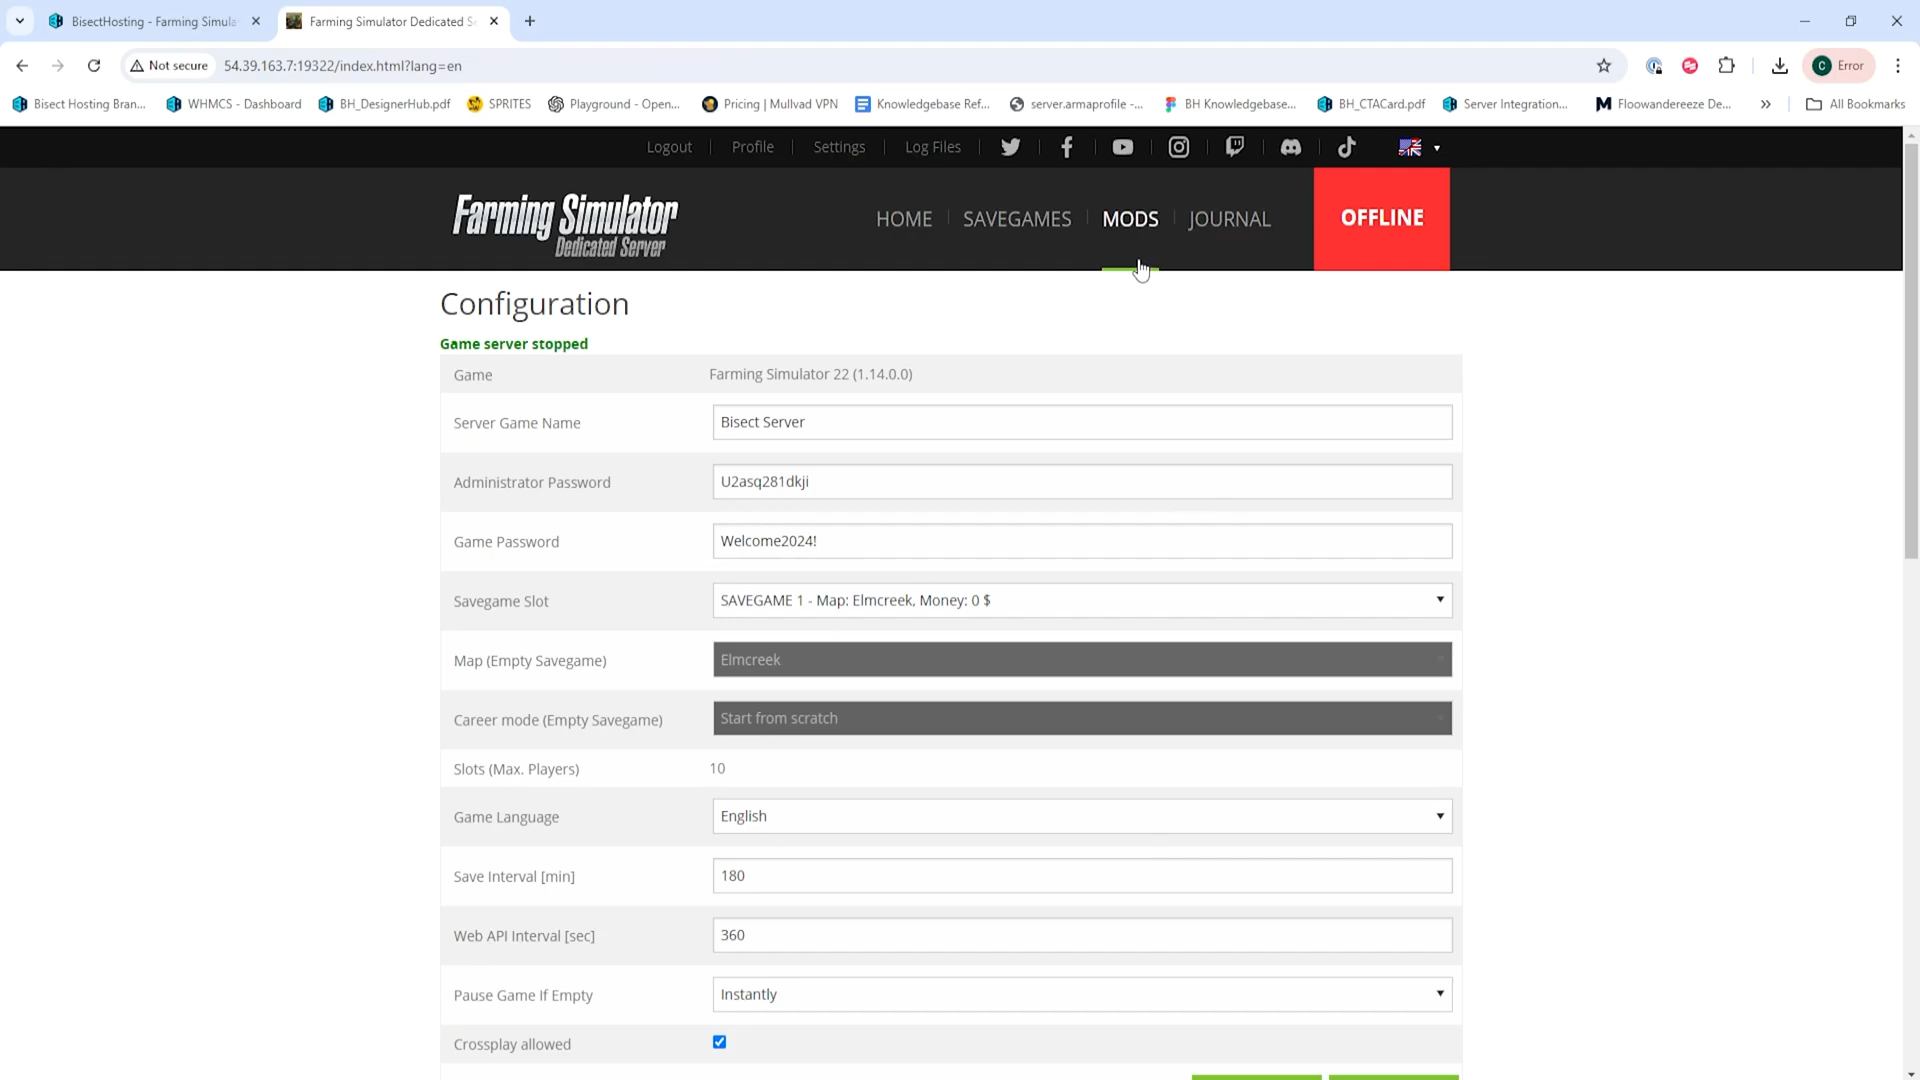 BisectHosting - Farming Simula
Farming Simulator Dedicated S
Not secure
54.39.163.7:19322/index.html?lang=en
C Error
Bisect Hosting Bran...
WHMCS - Dashboard
BH_DesignerHub.pdf
SPRITES
Playground - Open...
Pricing | Mullvad VPN
Knowledgebase Ref...
server.armaprofile -...
BH Knowledgebase...
BH_CTACard.pdf
Server Integration...
Floowandereeze De...
All Bookmarks
Logout
Profile
Settings
Log Files
Farming Simulator
Dedicated Server
HOME
SAVEGAMES
MODS
JOURNAL
OFFLINE
Configuration
Game server stopped
Game
Farming Simulator 22 (1.14.0.0)
Server Game Name
Bisect Server
Administrator Password
U2asq281dkji
Game Password
Welcome2024!
Savegame Slot
SAVEGAME 1 - Map: Elmcreek, Money: 0 $
Map (Empty Savegame)
Elmcreek
Career mode (Empty Savegame)
Start from scratch
Slots (Max. Players)
10
Game Language
English
Save Interval [min]
180
Web API Interval [sec]
360
Pause Game If Empty
Instantly
Crossplay allowed